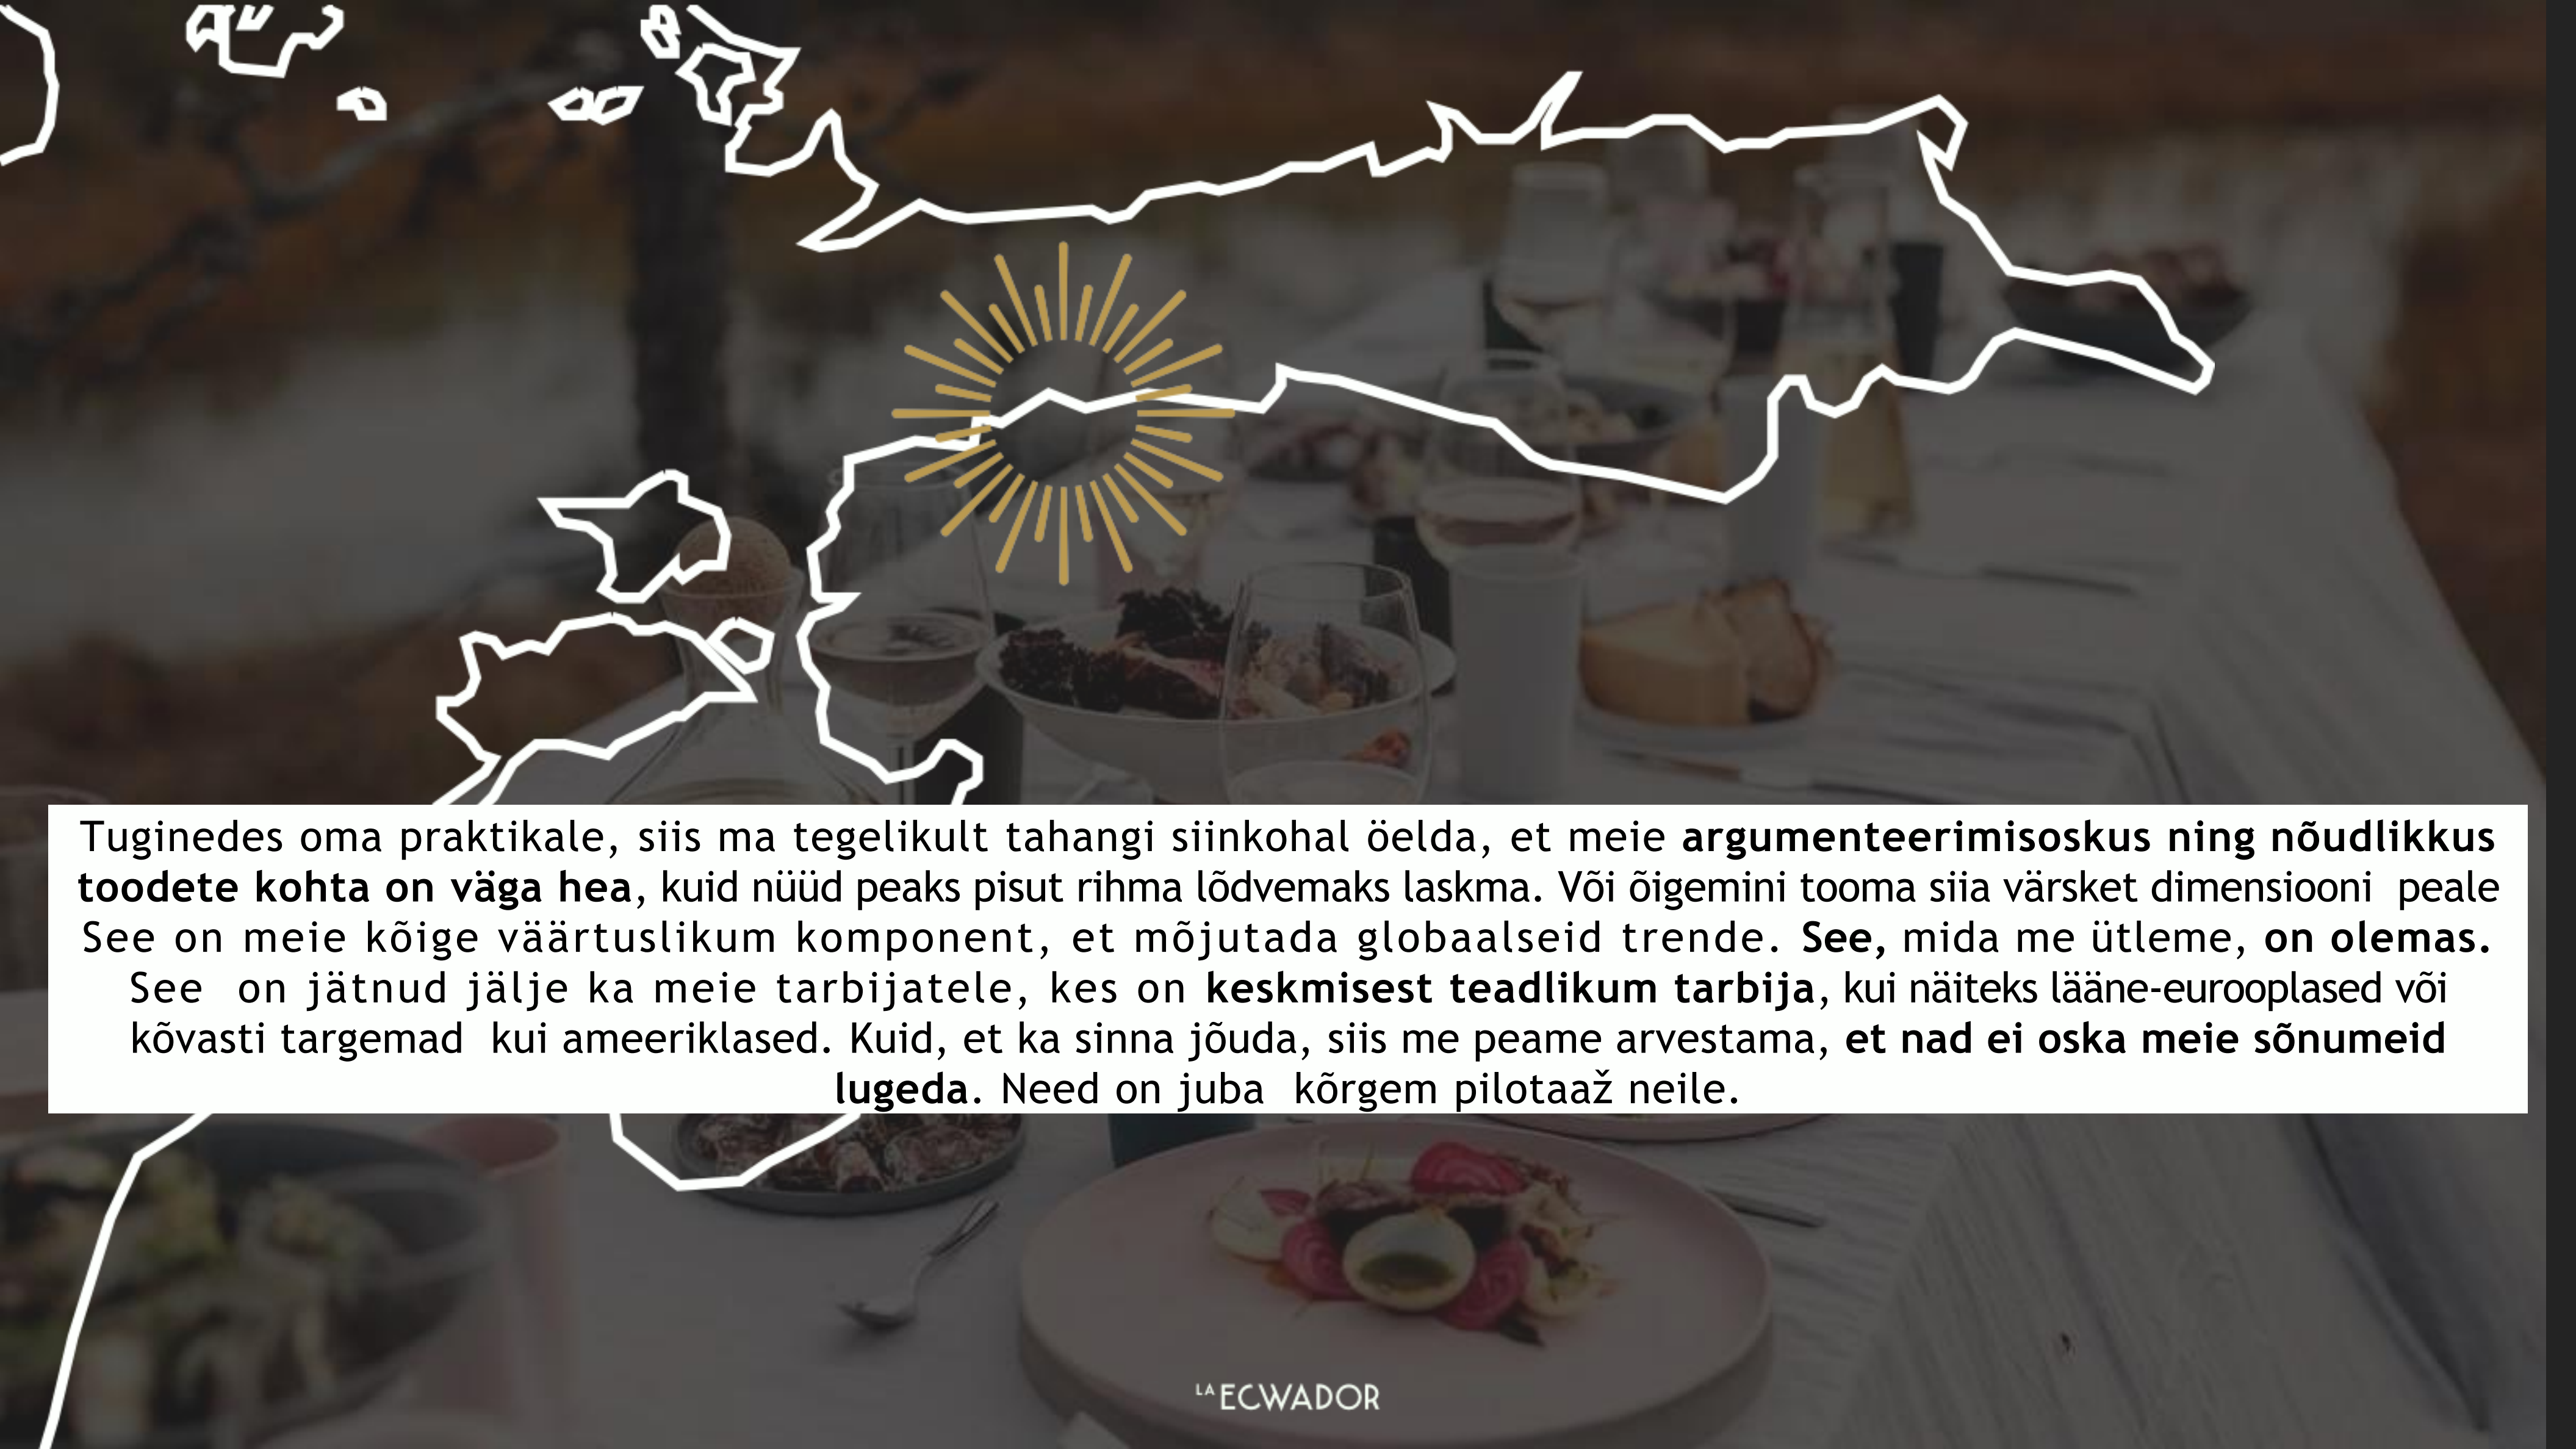 Tuginedes oma praktikale, siis ma tegelikult tahangi siinkohal öelda, et meie argumenteerimisoskus ning nõudlikkus
toodete kohta on väga hea, kuid nüüd peaks pisut rihma lõdvemaks laskma. Või õigemini tooma siia värsket dimensiooni peale
See on meie kõige väärtuslikum komponent, et mõjutada globaalseid trende. See, mida me ütleme, on olemas.
See on jätnud jälje ka meie tarbijatele, kes on keskmisest teadlikum tarbija, kui näiteks lääne-eurooplased või
kõvasti targemad kui ameeriklased. Kuid, et ka sinna jõuda, siis me peame arvestama, et nad ei oska meie sõnumeid
lugeda. Need on juba kõrgem pilotaaž neile.
LA ECWADOR